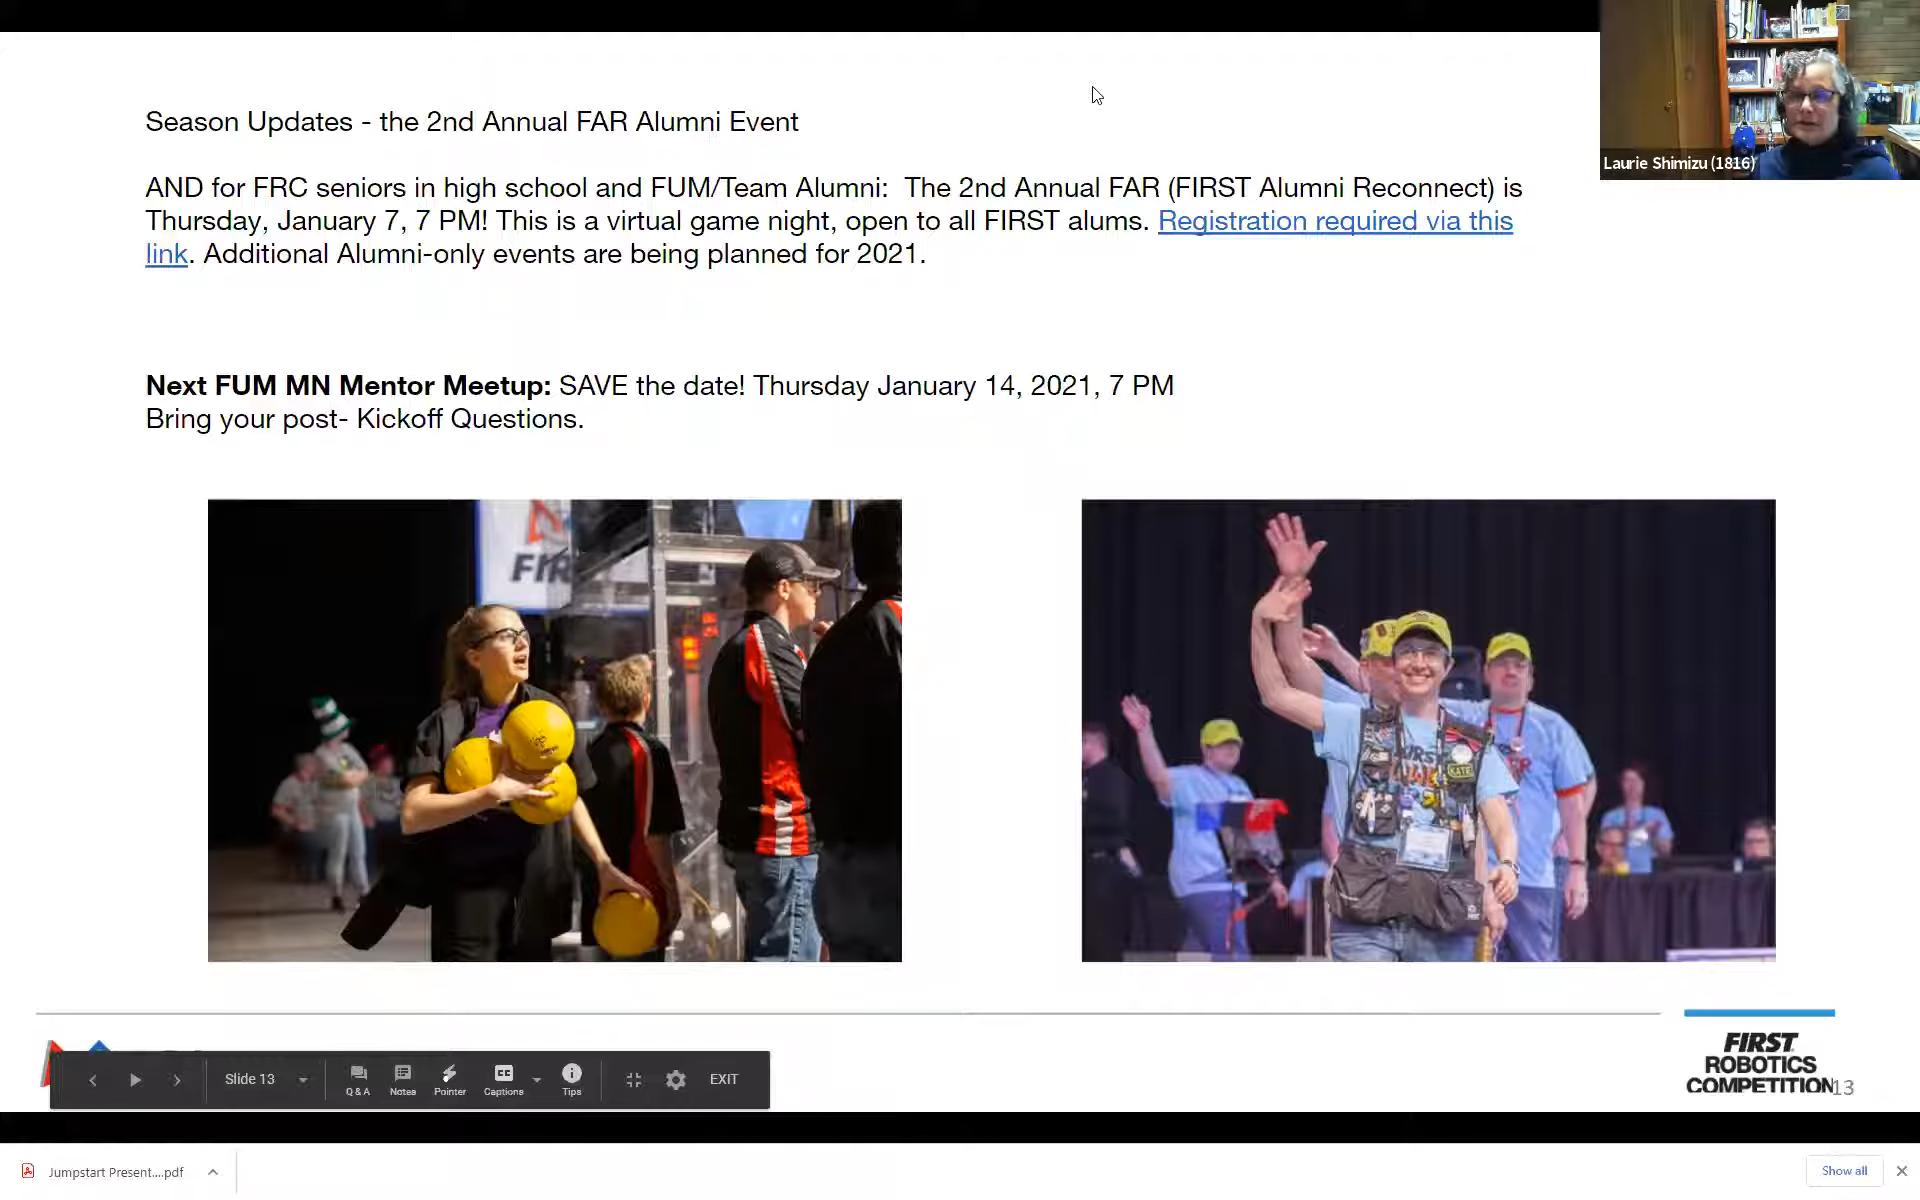 Laurie Shimizu (1816)
Season Updates - the 2nd Annual FAR Alumni Event
AND for FRC seniors in high school and FUM/Team Alumni:  The 2nd Annual FAR (FIRST Alumni Reconnect) is
Thursday, January 7, 7 PM! This is a virtual game night, open to all FIRST alums. Registration required via this
link. Additional Alumni-only events are being planned for 2021.
Next FUM MN Mentor Meetup: SAVE the date! Thursday January 14, 2021, 7 PM
Bring your post- Kickoff Questions.
FIR
KATE
FIRST
ROBOTICS
COMPETITION
13
Slide 13
Q & A
Notes
Pointer
Captions
Tips
EXIT
Jumpstart Present....pdf
Show all